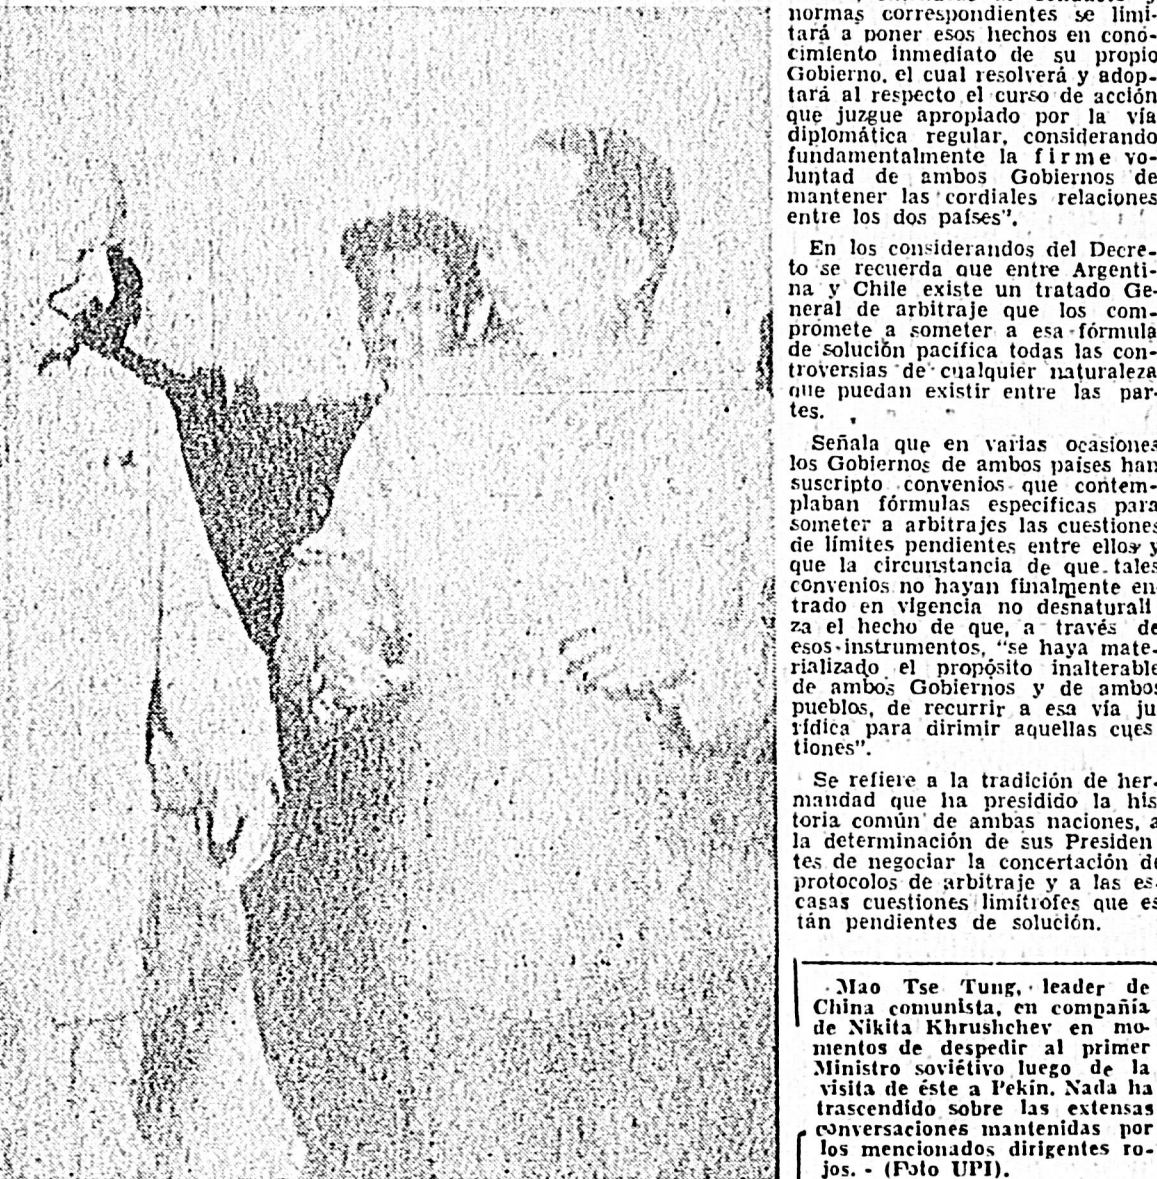 normas correspondientes se limi-
tará a poner esos hechos en cono-
cimiento inmediato de su propio
Gobierno, el cual resolverá y adop-
tará al respecto el curso de acción
que juzgue apropiado por la vía
diplomática regular, considerando
fundamentalmente la firme vo-
luntad de ambos Gobiernos de
mantener las cordiales relaciones
entre los dos países".
En los considerandos del Decre-
to se recuerda que entre Argenti-
na y Chile existe un tratado Ge-
neral de arbitraje que los com-
promete a someter a esa fórmula
de solución pacífica todas las con-
troversias de cualquier naturaleza
que puedan existir entre las par-
tes.
Señala que en varias ocasiones
los Gobiernos de ambos países han
suscripto convenios que contem-
plaban fórmulas específicas para
someter a arbitrajes las cuestiones
de límites pendientes entre ellos y
que la circunstancia de que tales
convenios no hayan finalmente en-
trado en vigencia no desnaturali
za el hecho de que, a través de
esos instrumentos, "se haya mate-
rializado el propósito inalterable
de ambos Gobiernos y de ambos
pueblos, de recurrir a esa vía ju
rídica para dirimir aquellas cues
tiones".
Se refiere a la tradición de her-
mandad que ha presidido la his
toria común de ambas naciones, a
la determinación de sus Presiden
tes de negociar la concertación de
protocolos de arbitraje y a las es-
casas cuestiones limítrofes que es
tán pendientes de solución.
Mao Tse Tung, leader de
China comunista, en compañía
de Nikita Khrushchev en mo-
mentos de despedir al primer
Ministro soviétivo luego de la
visita de éste a Pekín. Nada ha
trascendido sobre las extensas
conversaciones mantenidas por
los mencionados dirigentes ro-
jos. - (Foto UPI).